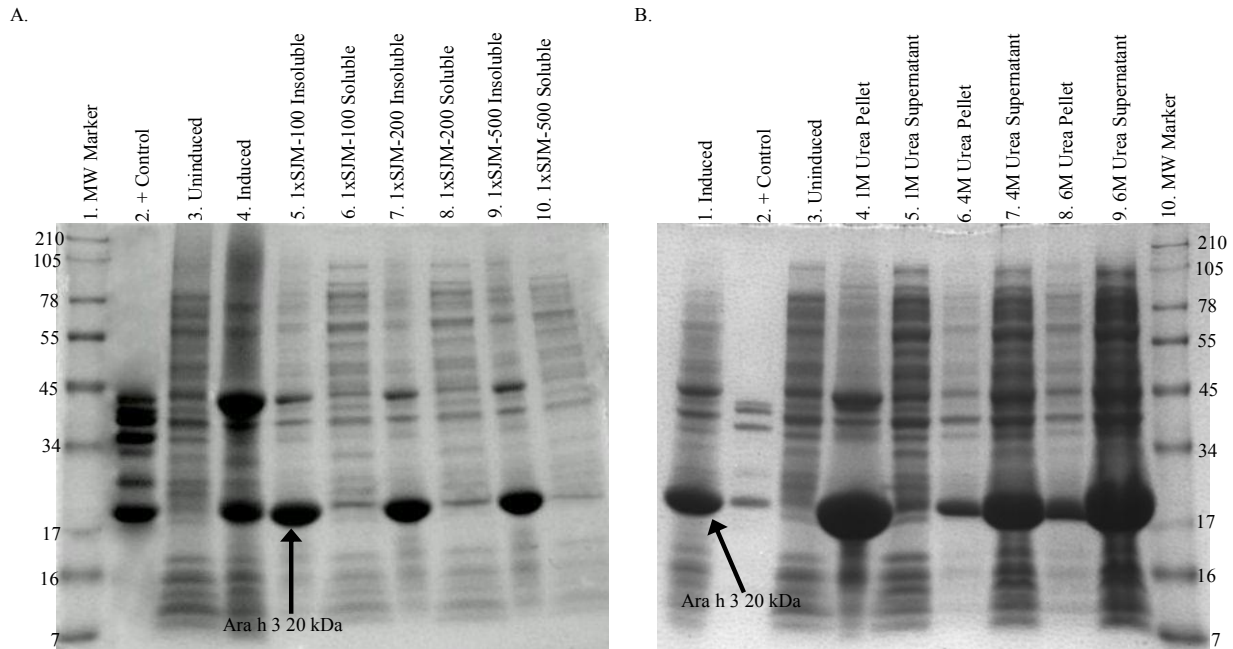 A.
1. MW Marker
2. + Control
3. Uninduced
4. Induced
5. 1xSJM-100 Insoluble
6. 1xSJM-100 Soluble
7. 1xSJM-200 Insoluble
8. 1xSJM-200 Soluble
9. 1xSJM-500 Insoluble
10. 1xSJM-500 Soluble
210
105
78
55
45
34
17
16
7
Ara h 3 20 kDa
B.
1. Induced
2. + Control
3. Uninduced
4. 1M Urea Pellet
5. 1M Urea Supernatant
6. 4M Urea Pellet
7. 4M Urea Supernatant
8. 6M Urea Pellet
9. 6M Urea Supernatant
10. MW Marker
210
105
78
55
45
34
17
16
7
Ara h 3 20 kDa